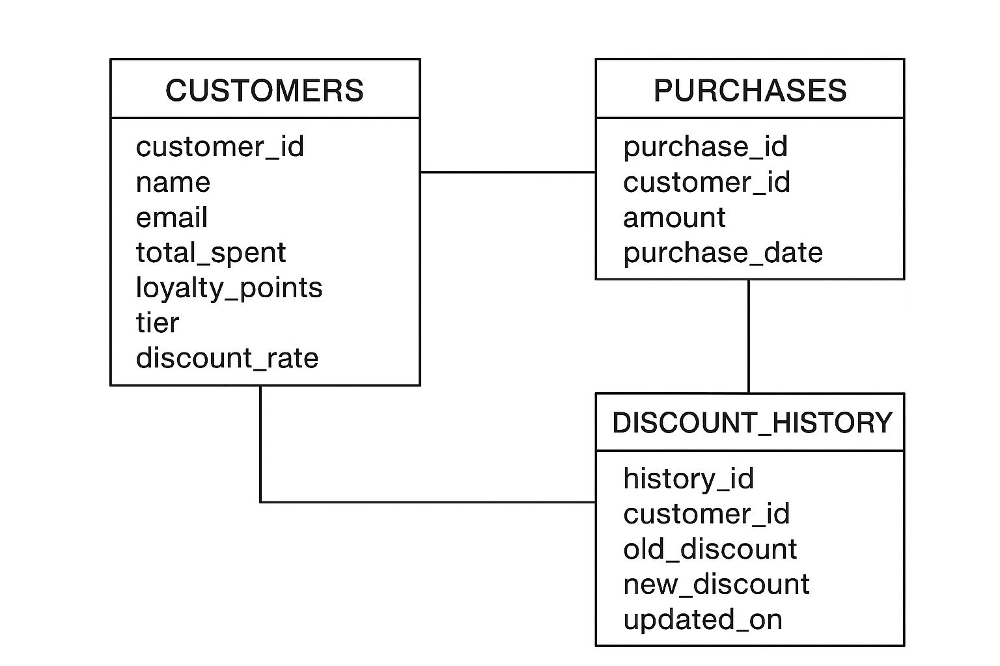 CUSTOMERS
customer_id
name
email
total_spent
loyalty_points
tier
discount_rate
PURCHASES
purchase_id
customer_id
amount
purchase_date
DISCOUNT_HISTORY
history_id
customer_id
old_discount
new_discount
updated_on